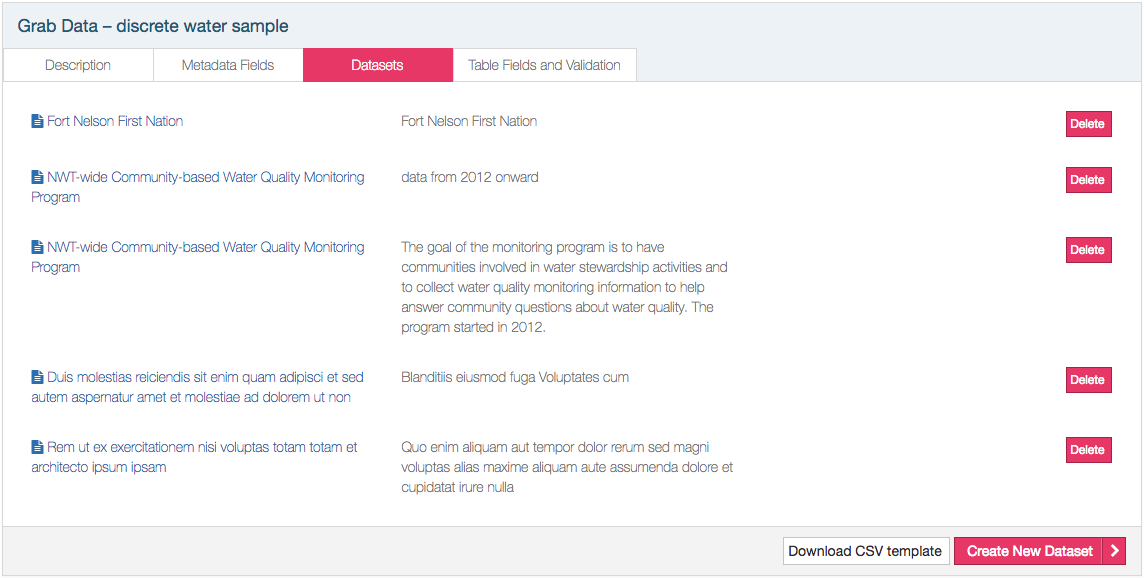 Grab Data – discrete water sample
Description
Metadata Fields
Datasets
Table Fields and Validation
Fort Nelson First Nation
Fort Nelson First Nation
Delete
NWT-wide Community-based Water Quality Monitoring
Program
data from 2012 onward
Delete
NWT-wide Community-based Water Quality Monitoring
Program
The goal of the monitoring program is to have
communities involved in water stewardship activities and
to collect water quality monitoring information to help
answer community questions about water quality. The
program started in 2012.
Delete
Duis molestias reiciendis sit enim quam adipisci et sed
autem aspernatur amet et molestiae ad dolorem ut non
Blanditiis eiusmod fuga Voluptates cum
Delete
Rem ut ex exercitationem nisi voluptas totam totam et
architecto ipsum ipsam
Quo enim aliquam aut tempor dolor rerum sed magni
voluptas alias maxime aliquam aute assumenda dolore et
cupidatat irure nulla
Delete
Download CSV template
Create New Dataset